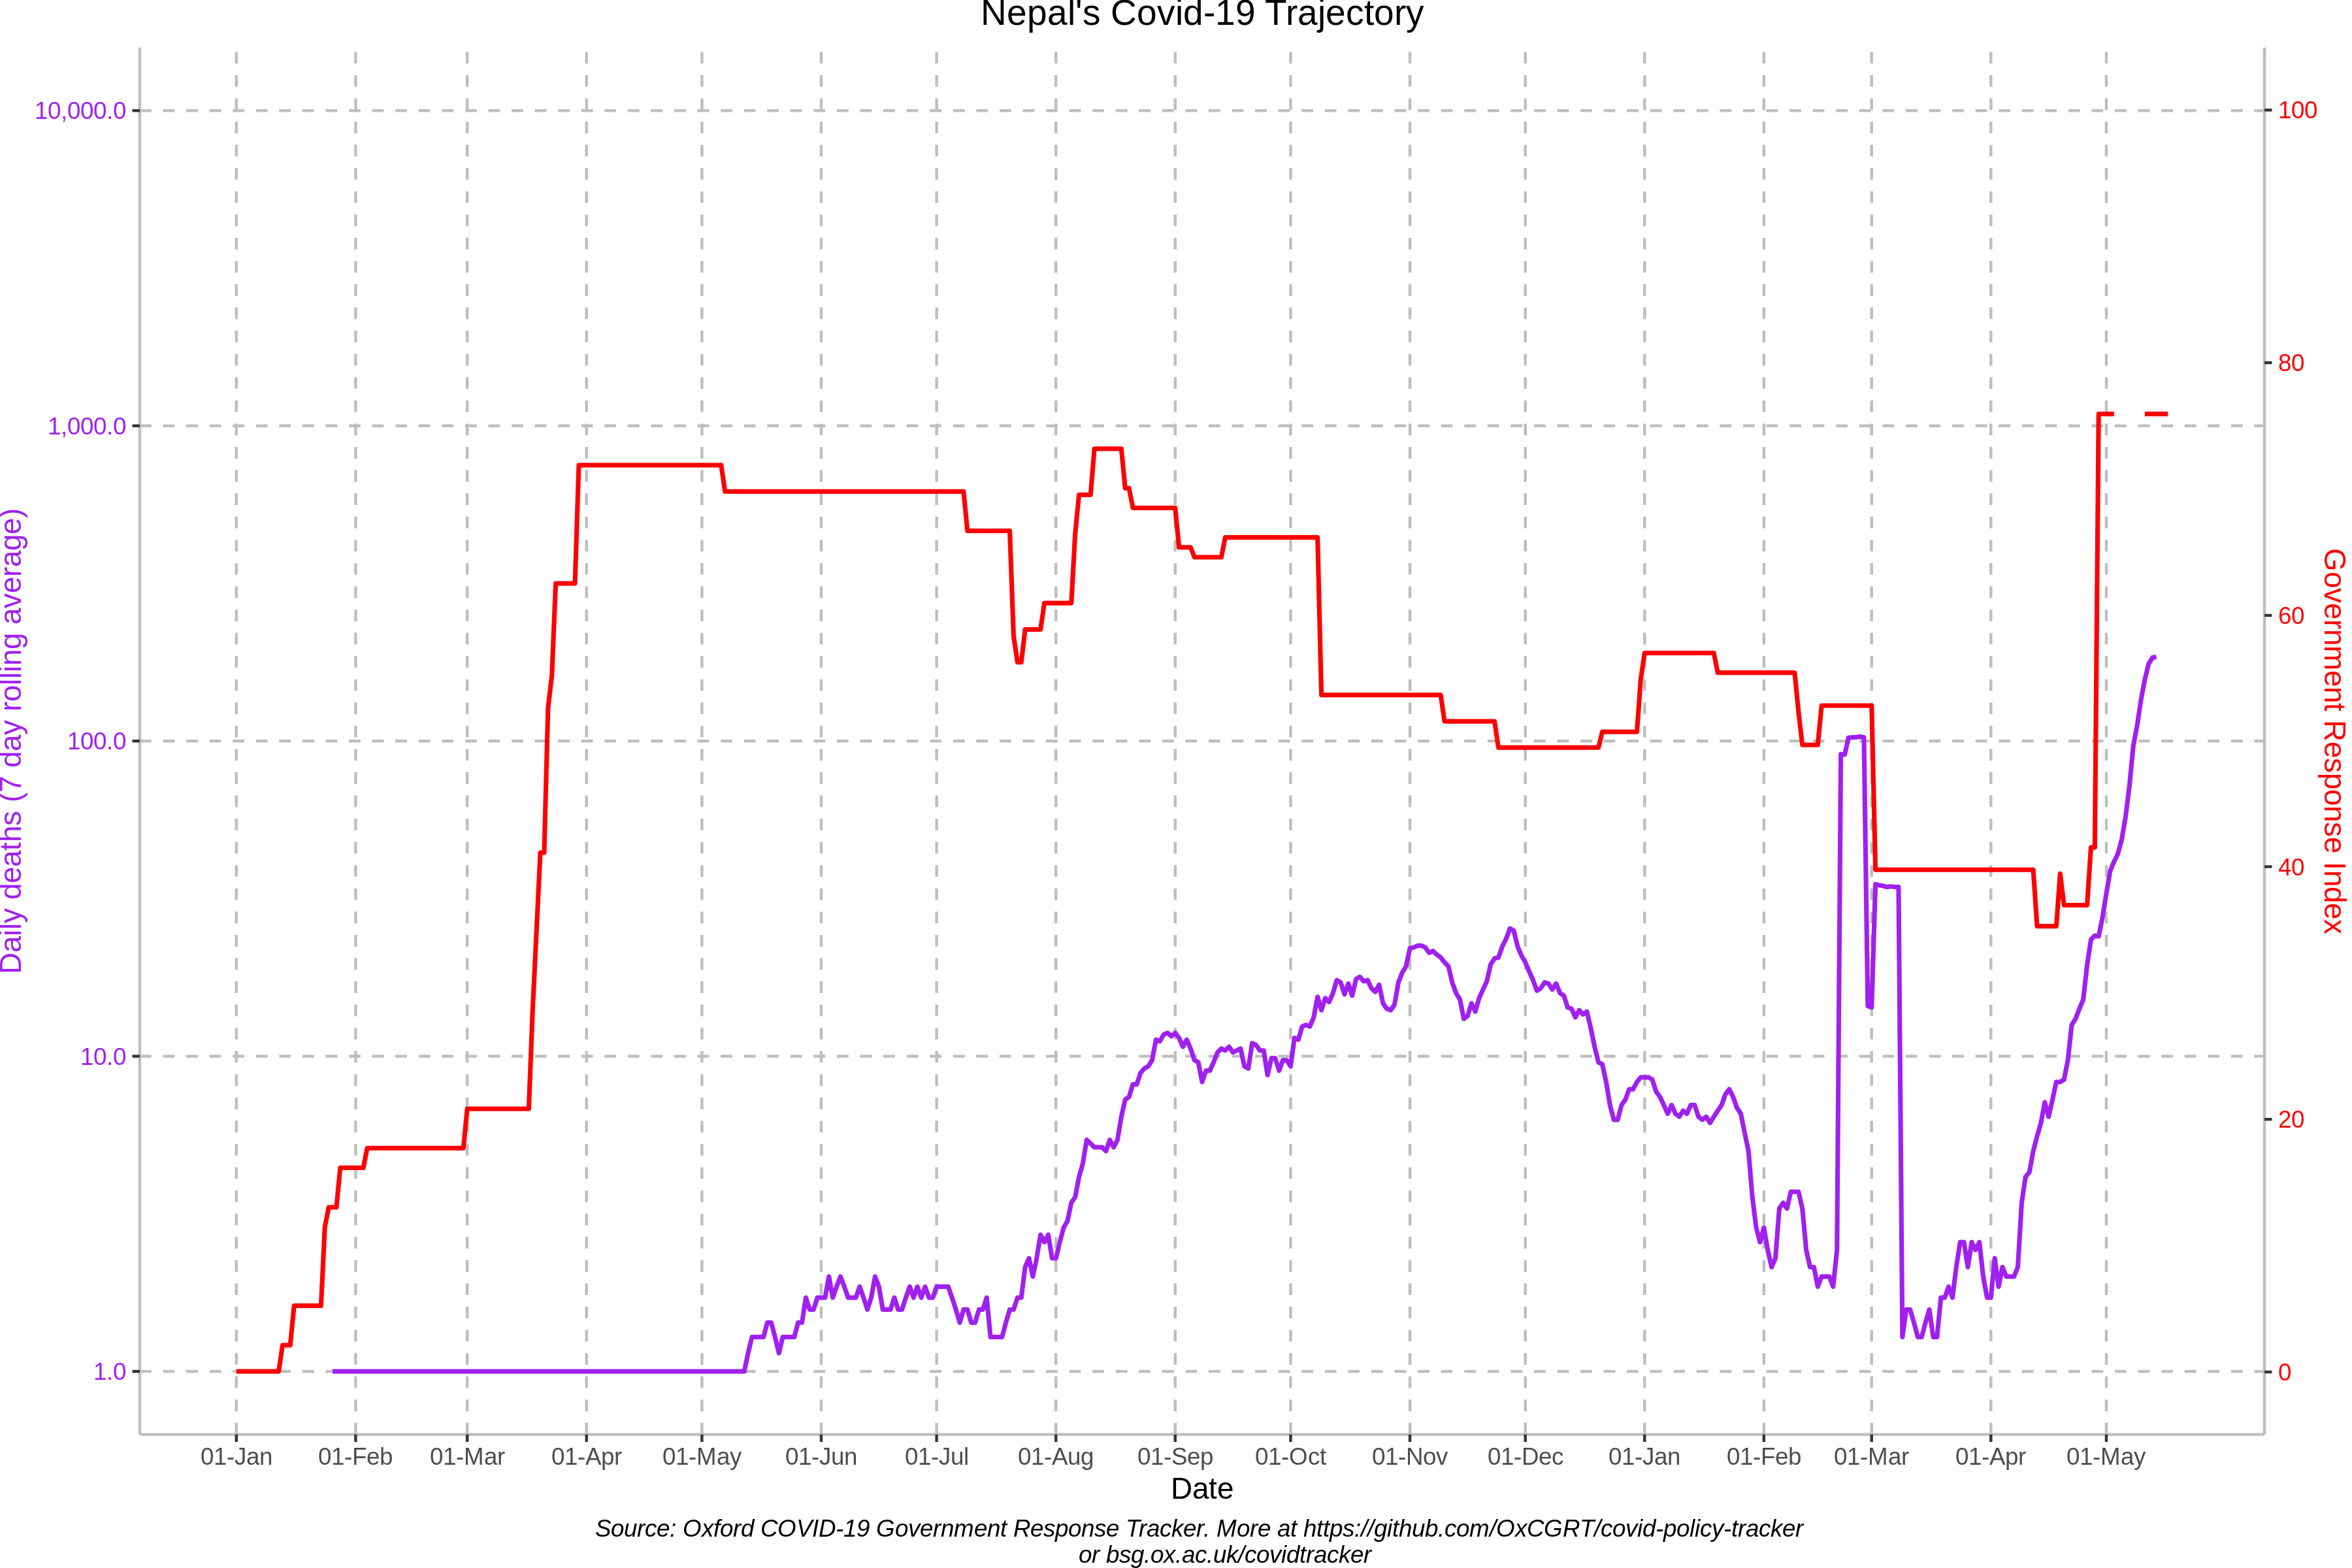 Nepal's Covid-19 Trajectory
10,000.0
1,000.0
100.0
10.0
1.0
Daily deaths (7 day rolling average)
100
80
60
40
20
0
Government Response Index
01-Jan 01-Feb 01-Mar 01-Apr 01-May 01-Jun 01-Jul 01-Aug 01-Sep 01-Oct 01-Nov 01-Dec 01-Jan 01-Feb 01-Mar 01-Apr 01-May
Date
Source: Oxford COVID-19 Government Response Tracker. More at https://github.com/OxCGRT/covid-policy-tracker
or bsg.ox.ac.uk/covidtracker